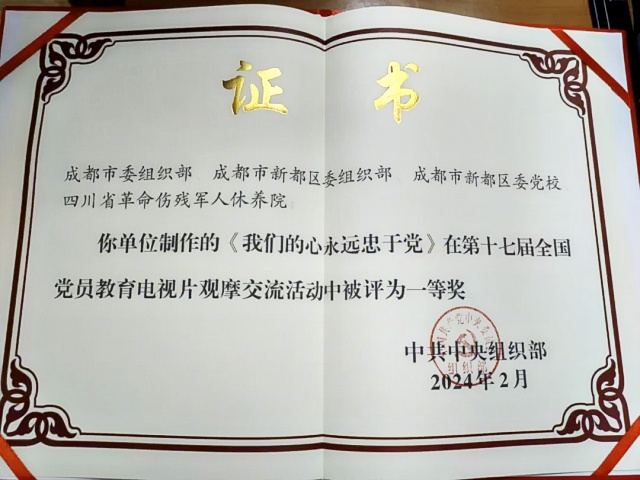 证书
成都市委组织部 成都市新都区委组织部 成都市新都区委党校
四川省革命伤残军人休养院
你单位制作的《我们的心永远忠于党》在第十七届全国
党员教育电视片观摩交流活动中被评为一等奖
中共中央组织部
2024年2月
组织部